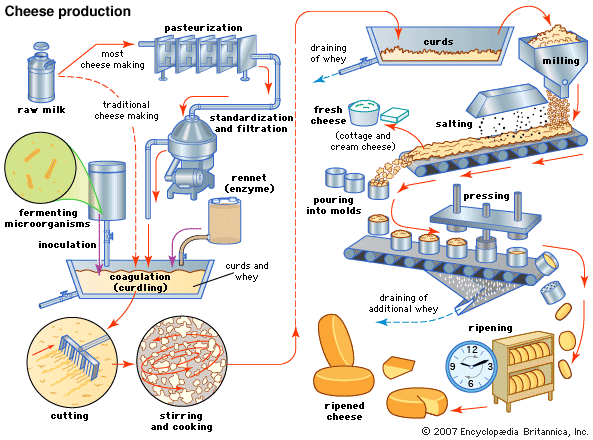 Cheese production
pasteurization
most
cheese making
raw milk
traditional
cheese making
standardization
and filtration
rennet
(enzyme)
fermenting
microorganisms
inoculation
coagulation
(curdling)
curds and
whey
cutting
stirring
and cooking
draining
of whey
curds
milling
fresh
cheese
(cottage and
cream cheese)
salting
pouring
into molds
pressing
draining of
additional whey
ripening
12
3
6
9
ripened
cheese
© 2007 Encyclopædia Britannica, Inc.